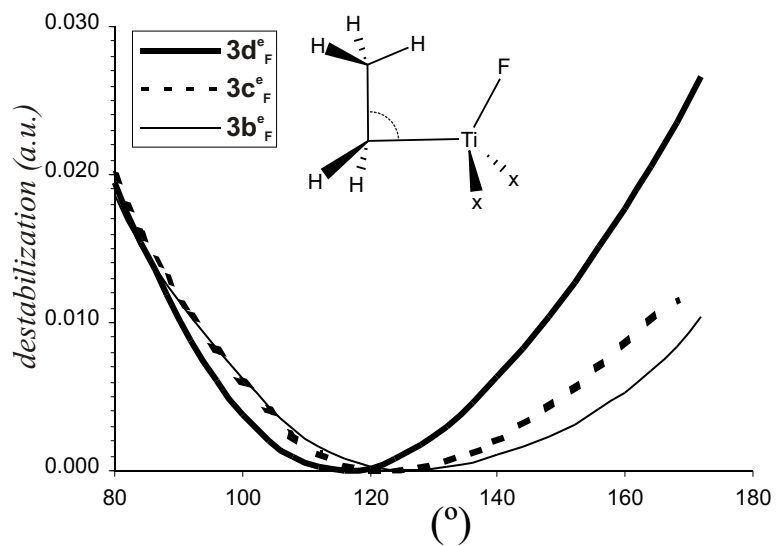 0.030
0.020
0.010
0.000
destabilization (a.u.)
3d^e_F
3c^e_F
3b^e_F
H
H
H
F
Ti
H
H
x
x
80
100
120
140
160
180
(º)